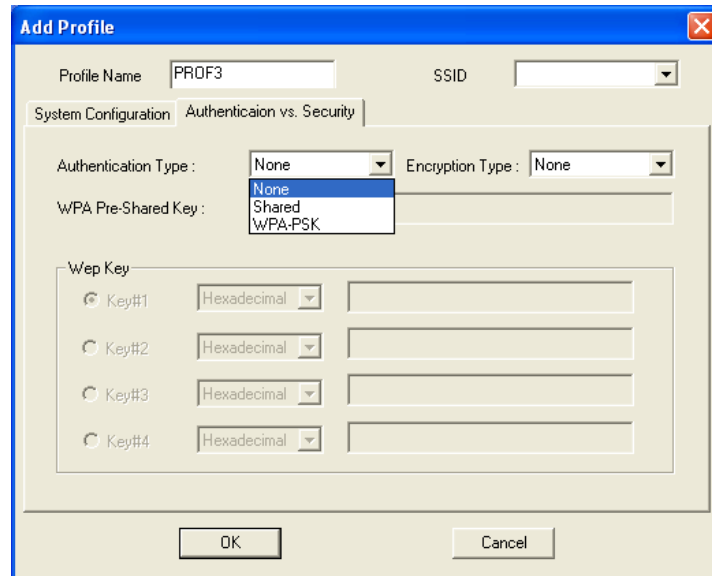 Add Profile
Profile Name PROF3 SSID
System Configuration Authenticaion vs. Security
Authentication Type : None Encryption Type : None
None
Shared
WPA-PSK
WPA Pre-Shared Key :
Wep Key
Key#1 Hexadecimal
Key#2 Hexadecimal
Key#3 Hexadecimal
Key#4 Hexadecimal
OK Cancel